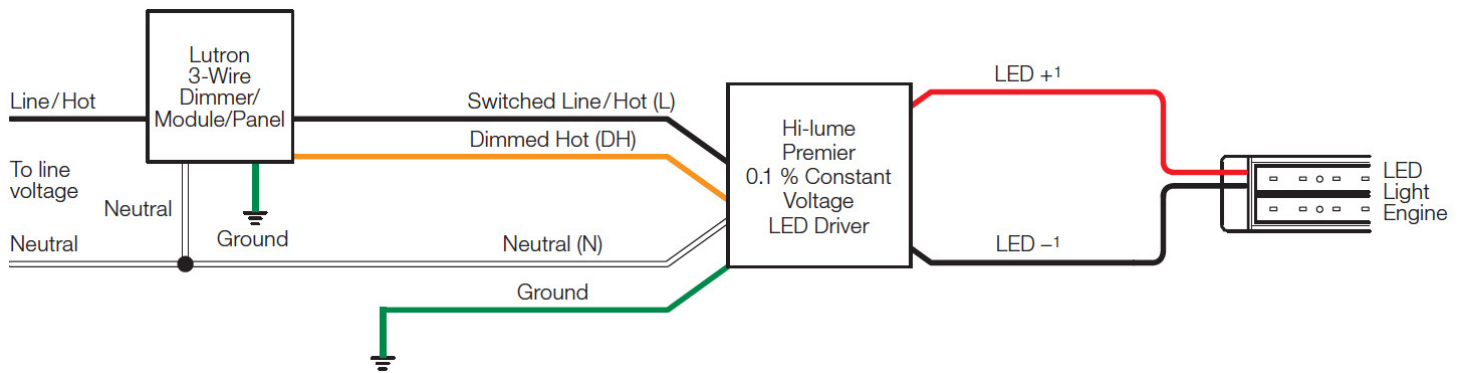 Lutron
3-Wire
Dimmer/
Module/Panel
Line/Hot
To line
voltage
Neutral
Neutral
Ground
Switched Line/Hot (L)
Dimmed Hot (DH)
Neutral (N)
Ground
Hi-lume
Premier
0.1 % Constant
Voltage
LED Driver
LED +¹
LED –¹
LED
Light
Engine